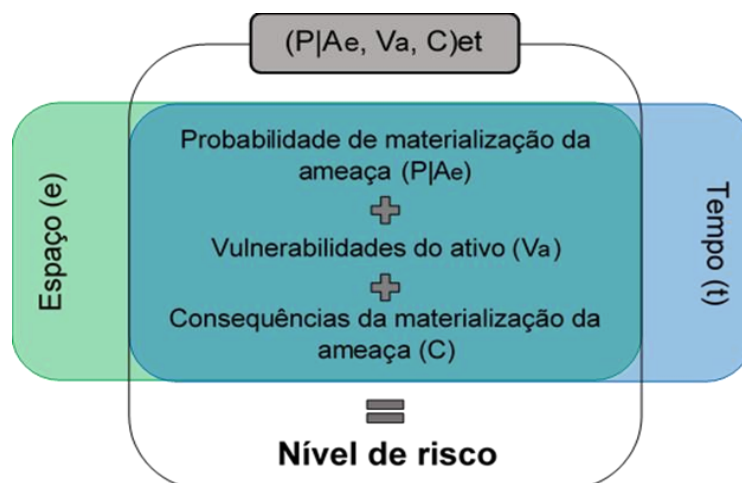 (P|Ae, Va, C)et
Probabilidade de materialização da
ameaça (P|Ae)
Vulnerabilidades do ativo (Va)
Consequências da materialização da
ameaça (C)
Nível de risco
Espaço (e)
Tempo (t)